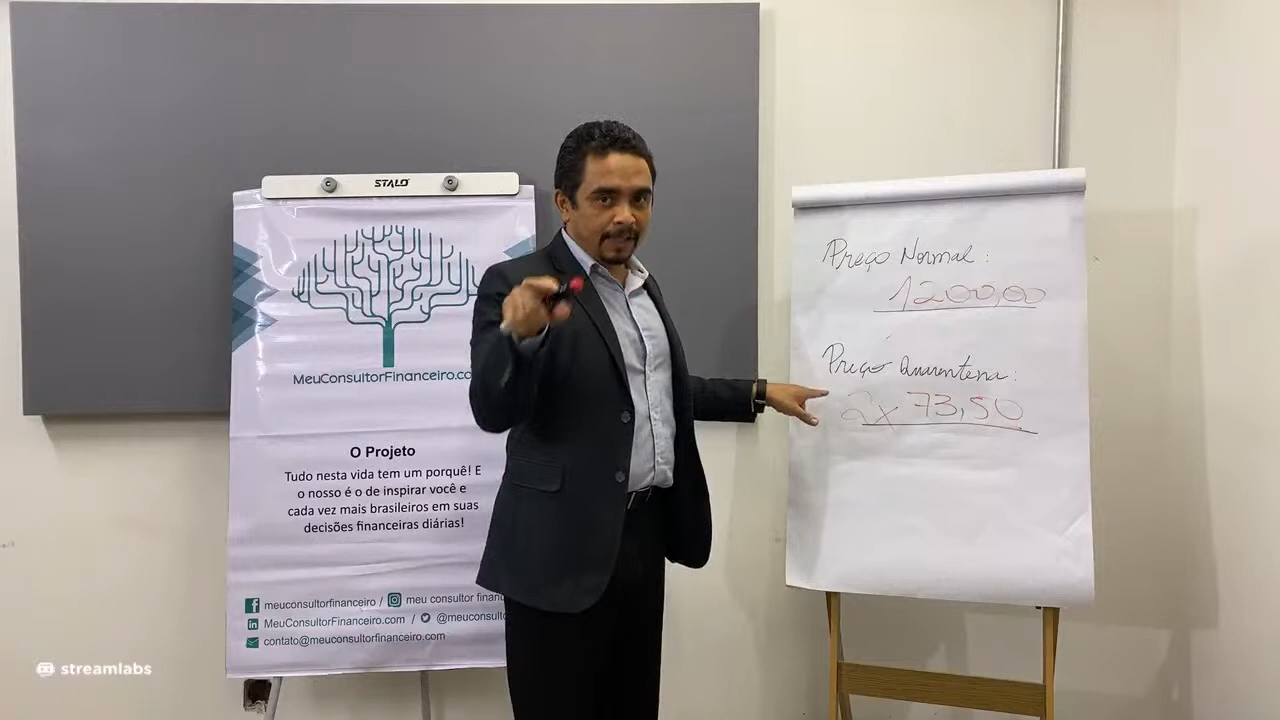 STALO
MeuConsultorFinanceiro.co
O Projeto
Tudo nesta vida tem um porquê! E
o nosso é o de inspirar você e
cada vez mais brasileiros em suas
decisões financeiras diárias!
meuconsultorfinanceiro / meu consultor financ
MeuConsultorFinanceiro.com / @meuconsulto
contato@meuconsultorfinanceiro.com
Preço Normal:
1200,00
Preço Quarentena:
2x 73,50
streamlabs